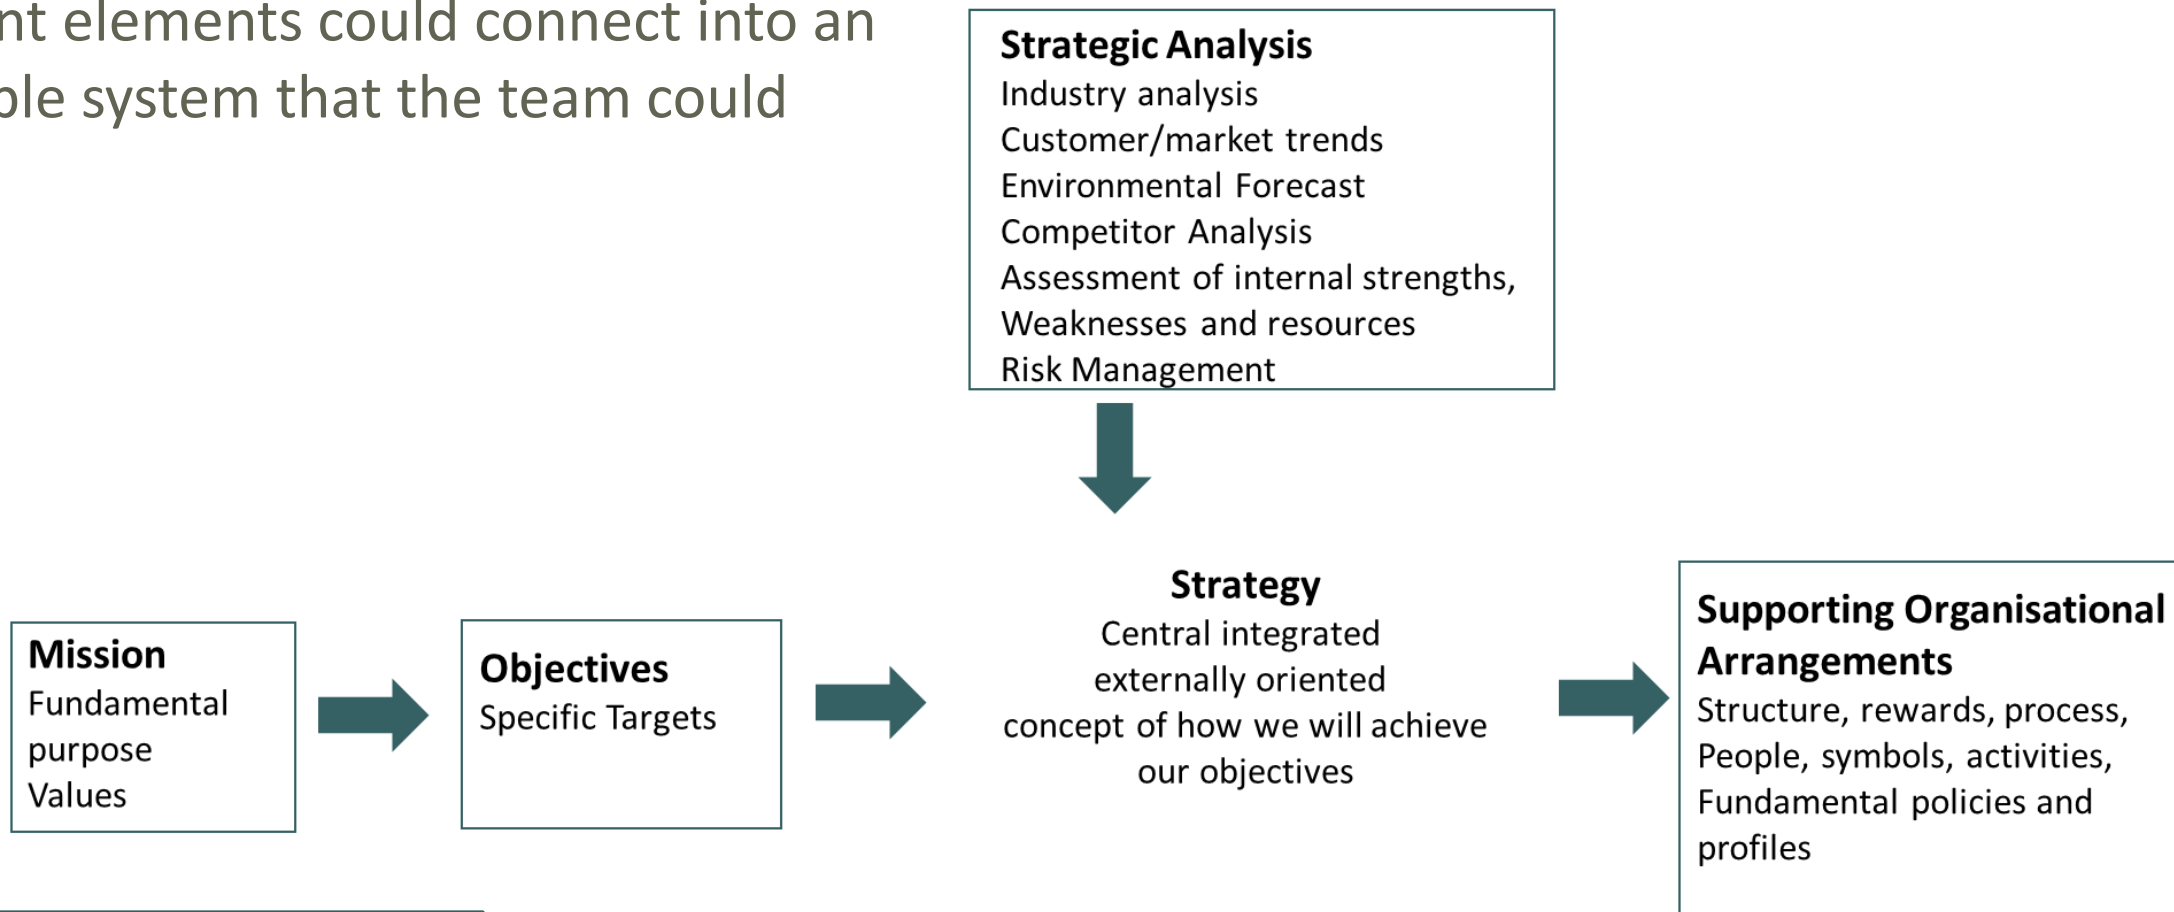 nt elements could connect into an
ple system that the team could
Strategic Analysis
Industry analysis
Customer/market trends
Environmental Forecast
Competitor Analysis
Assessment of internal strengths,
Weaknesses and resources
Risk Management
Mission
Fundamental
purpose
Values
Objectives
Specific Targets
Strategy
Central integrated
externally oriented
concept of how we will achieve
our objectives
Supporting Organisational
Arrangements
Structure, rewards, process,
People, symbols, activities,
Fundamental policies and
profiles